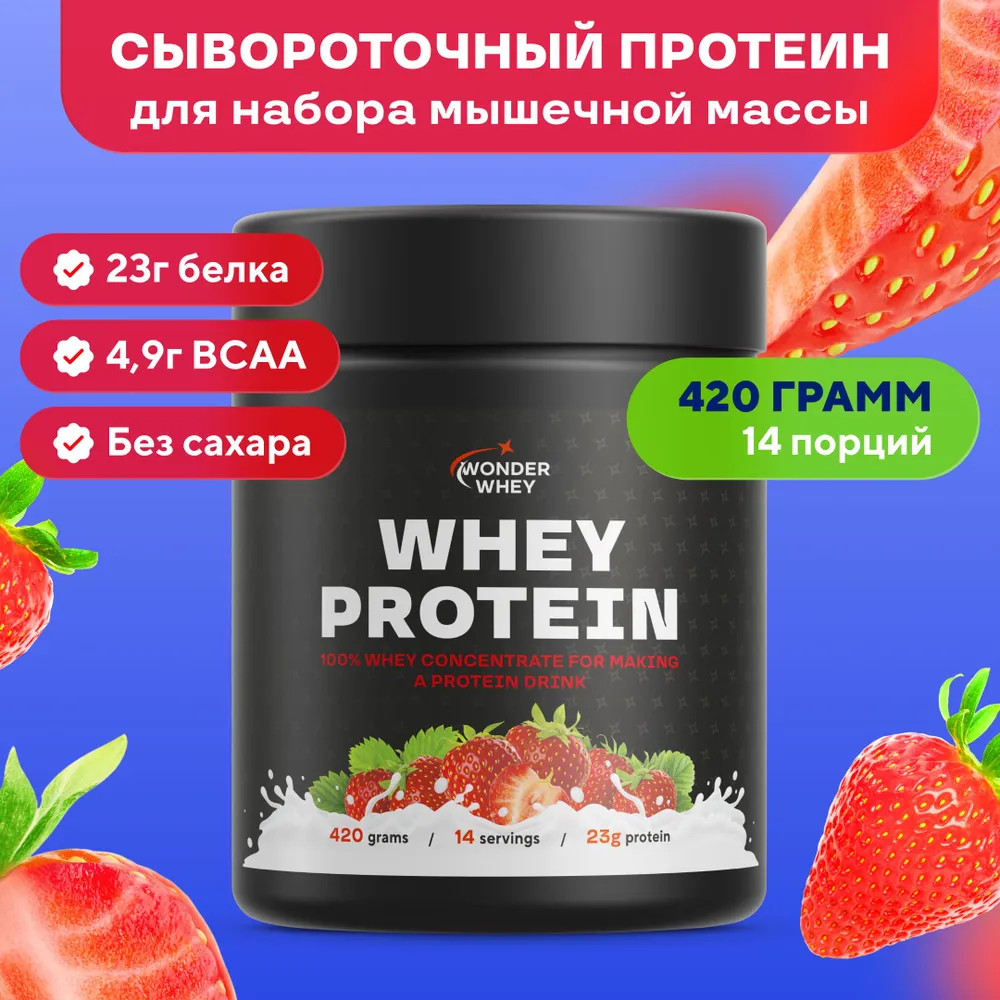 СЫВОРОТОЧНЫЙ ПРОТЕИН
для набора мышечной массы
23г белка
4,9г BCAA
Без сахара
420 ГРАММ
14 порций
WONDER
WHEY
WHEY
PROTEIN
100% WHEY CONCENTRATE FOR MAKING
A PROTEIN DRINK
420 grams / 14 servings / 23g protein